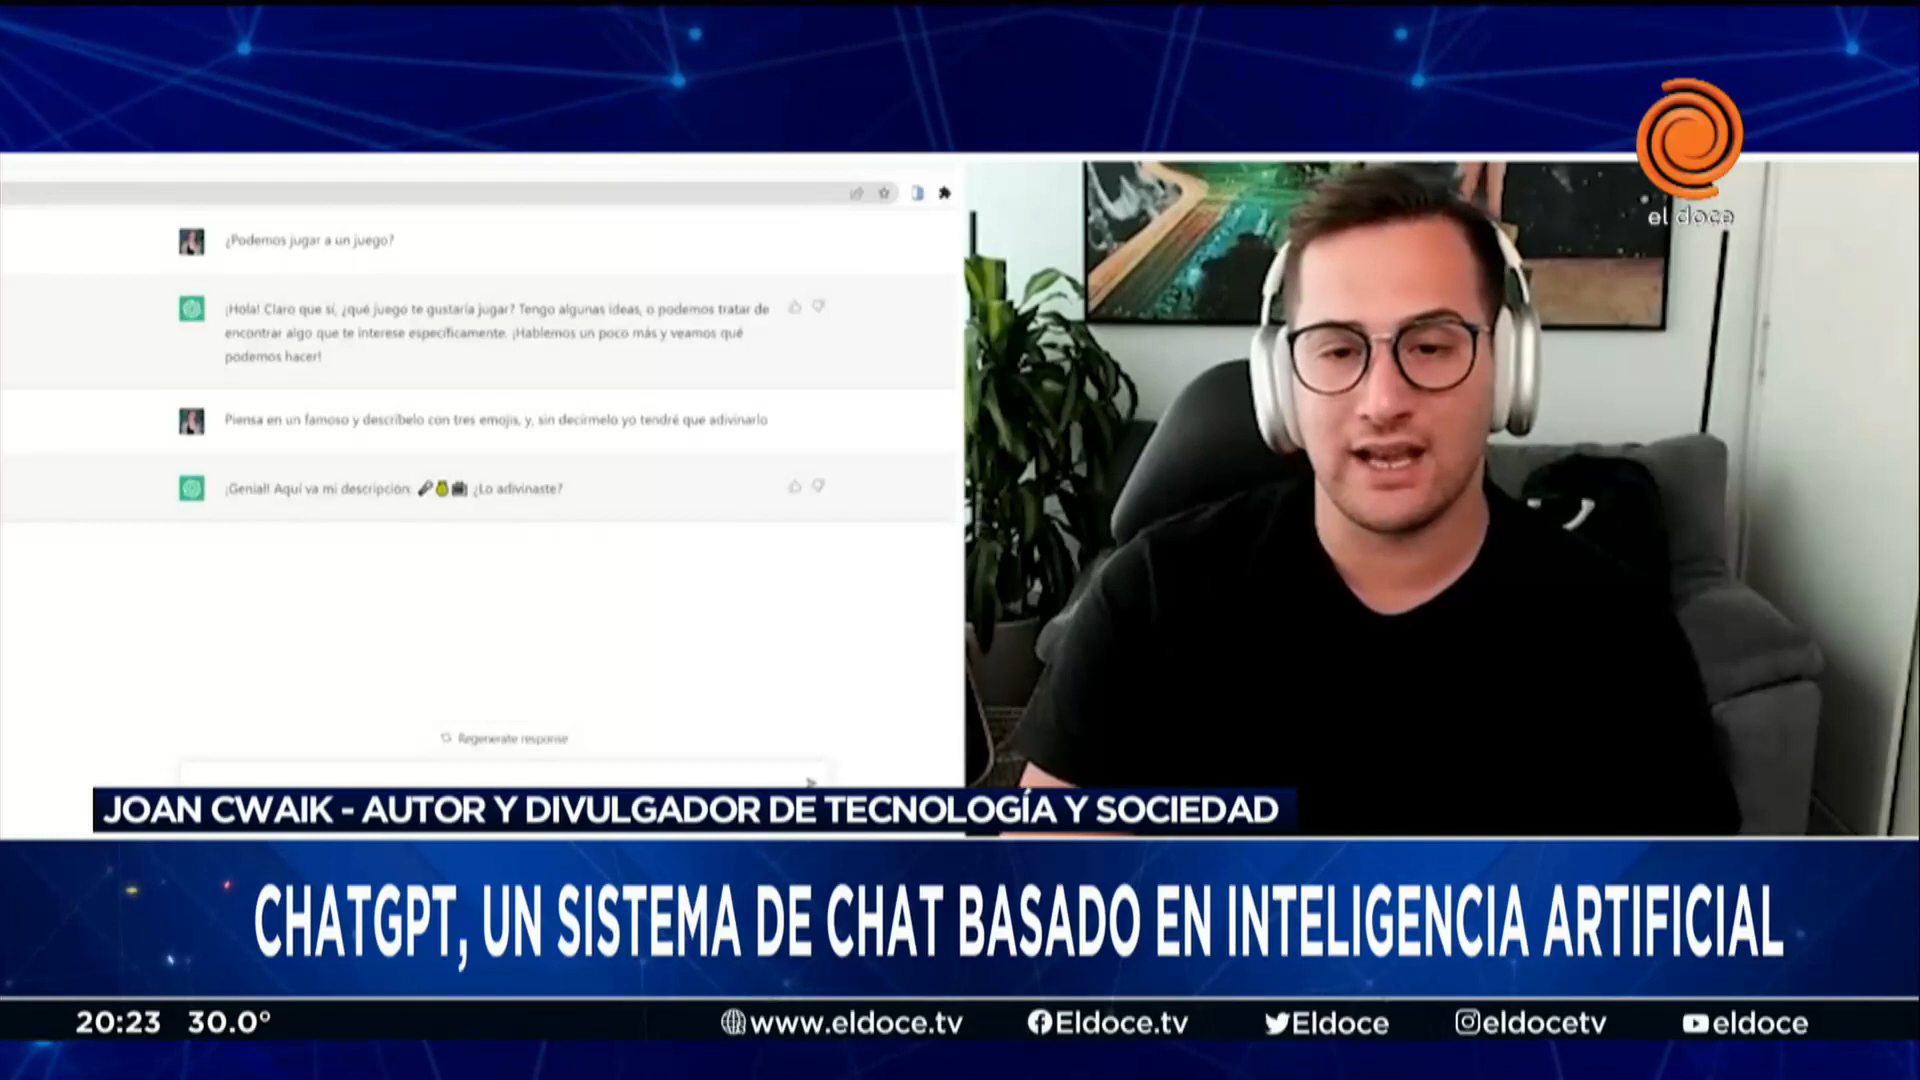 el doce
¿Podemos jugar a un juego?
¡Hola! Claro que sí, ¿qué juego te gustaría jugar? Tengo algunas ideas, o podemos tratar de
encontrar algo que te interese específicamente. ¡Hablemos un poco más y veamos qué
podemos hacer!
Piensa en un famoso y descríbelo con tres emojis, y, sin decírmelo yo tendré que adivinarlo
¡Genial! Aquí va mi descripción: 🎤💰📸 ¿Lo adivinaste?
Regenerate response
JOAN CWAIK - AUTOR Y DIVULGADOR DE TECNOLOGÍA Y SOCIEDAD
CHATGPT, UN SISTEMA DE CHAT BASADO EN INTELIGENCIA ARTIFICIAL
20:23 30.0° www.eldoce.tv Eldoce.tv Eldoce eldocetv eldoce